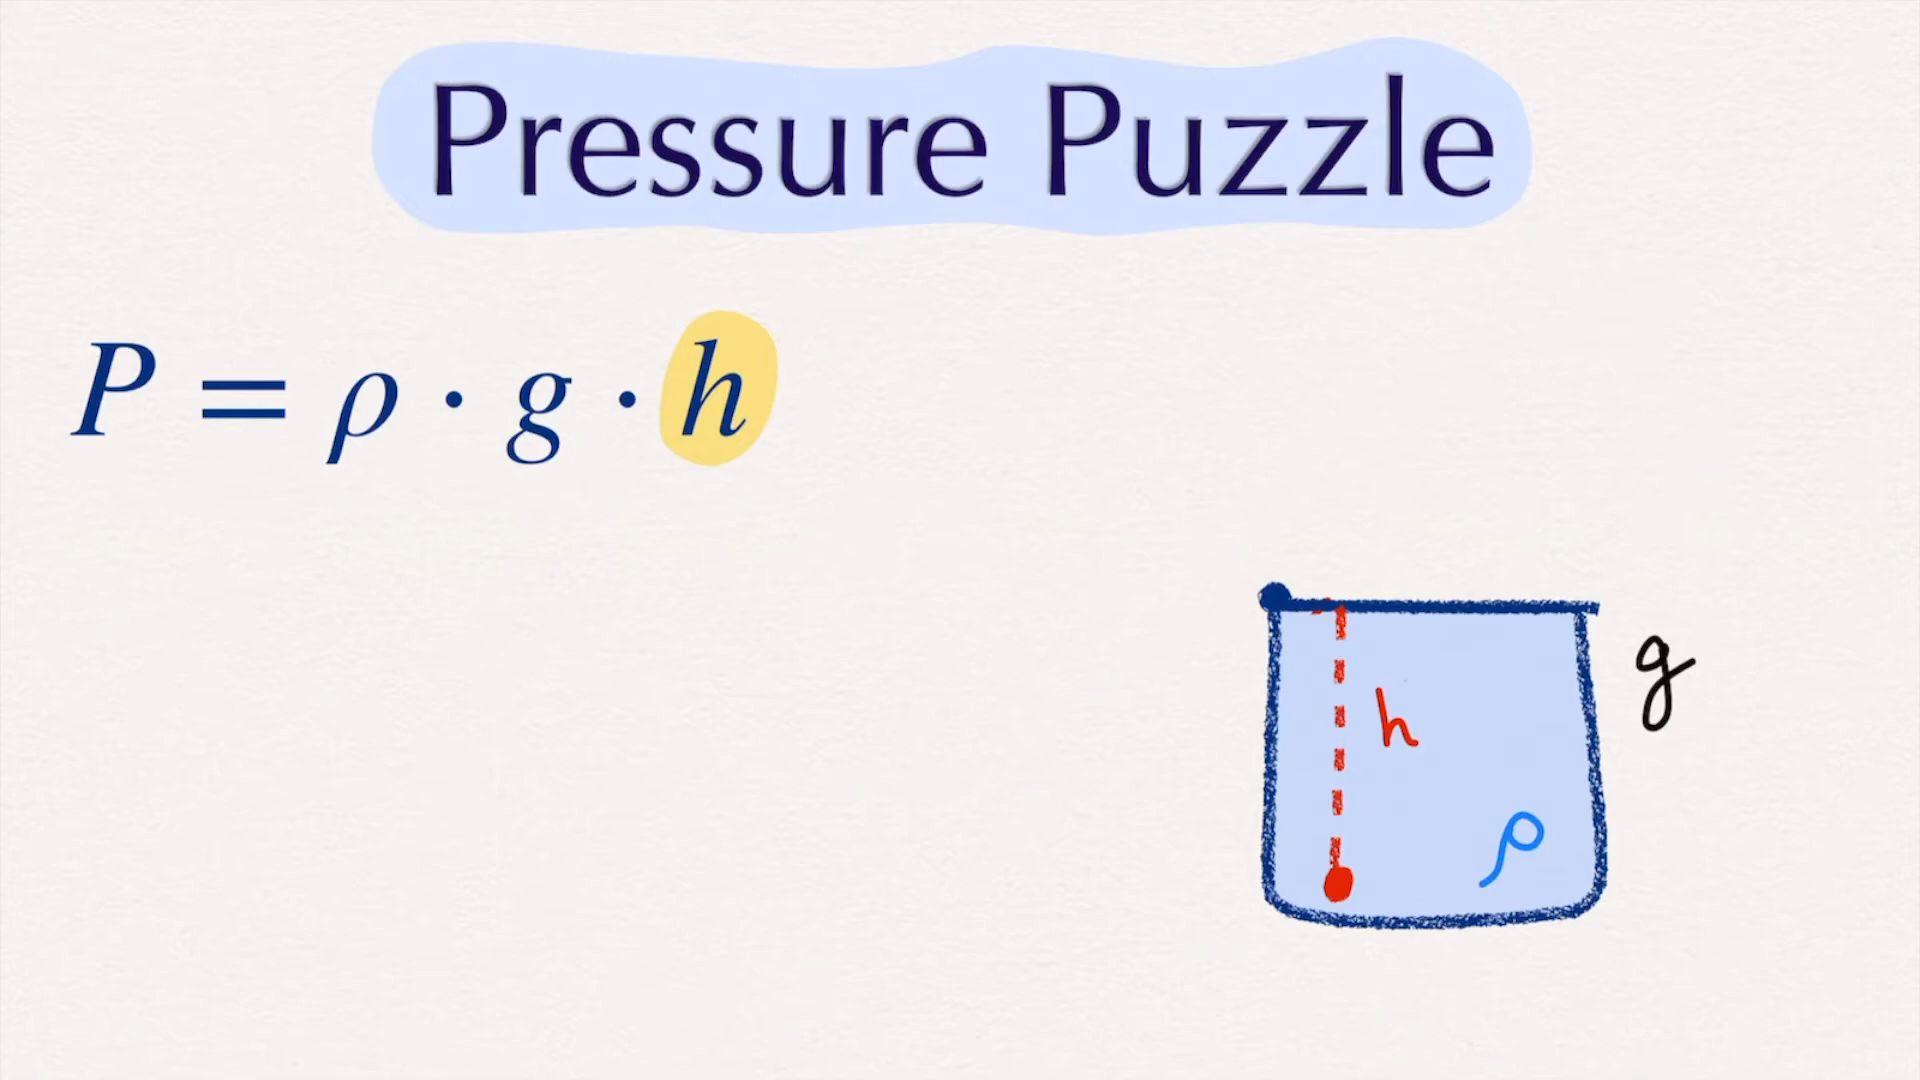 Pressure Puzzle
P = ρ · g · h
g
h
ρ